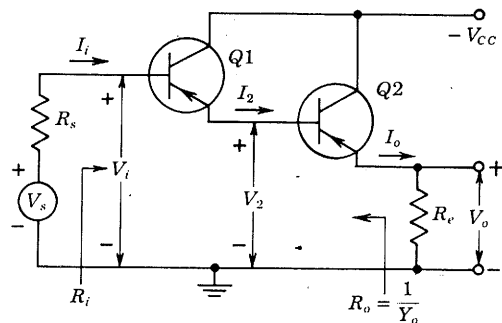 I_i
Q1
− V_CC
Q2
+
I_2
R_s
+
I_o
+
V_i
V_s
+
−
R_i
−
V_2
−
R_e
V_o
−
R_o = 1/Y_o